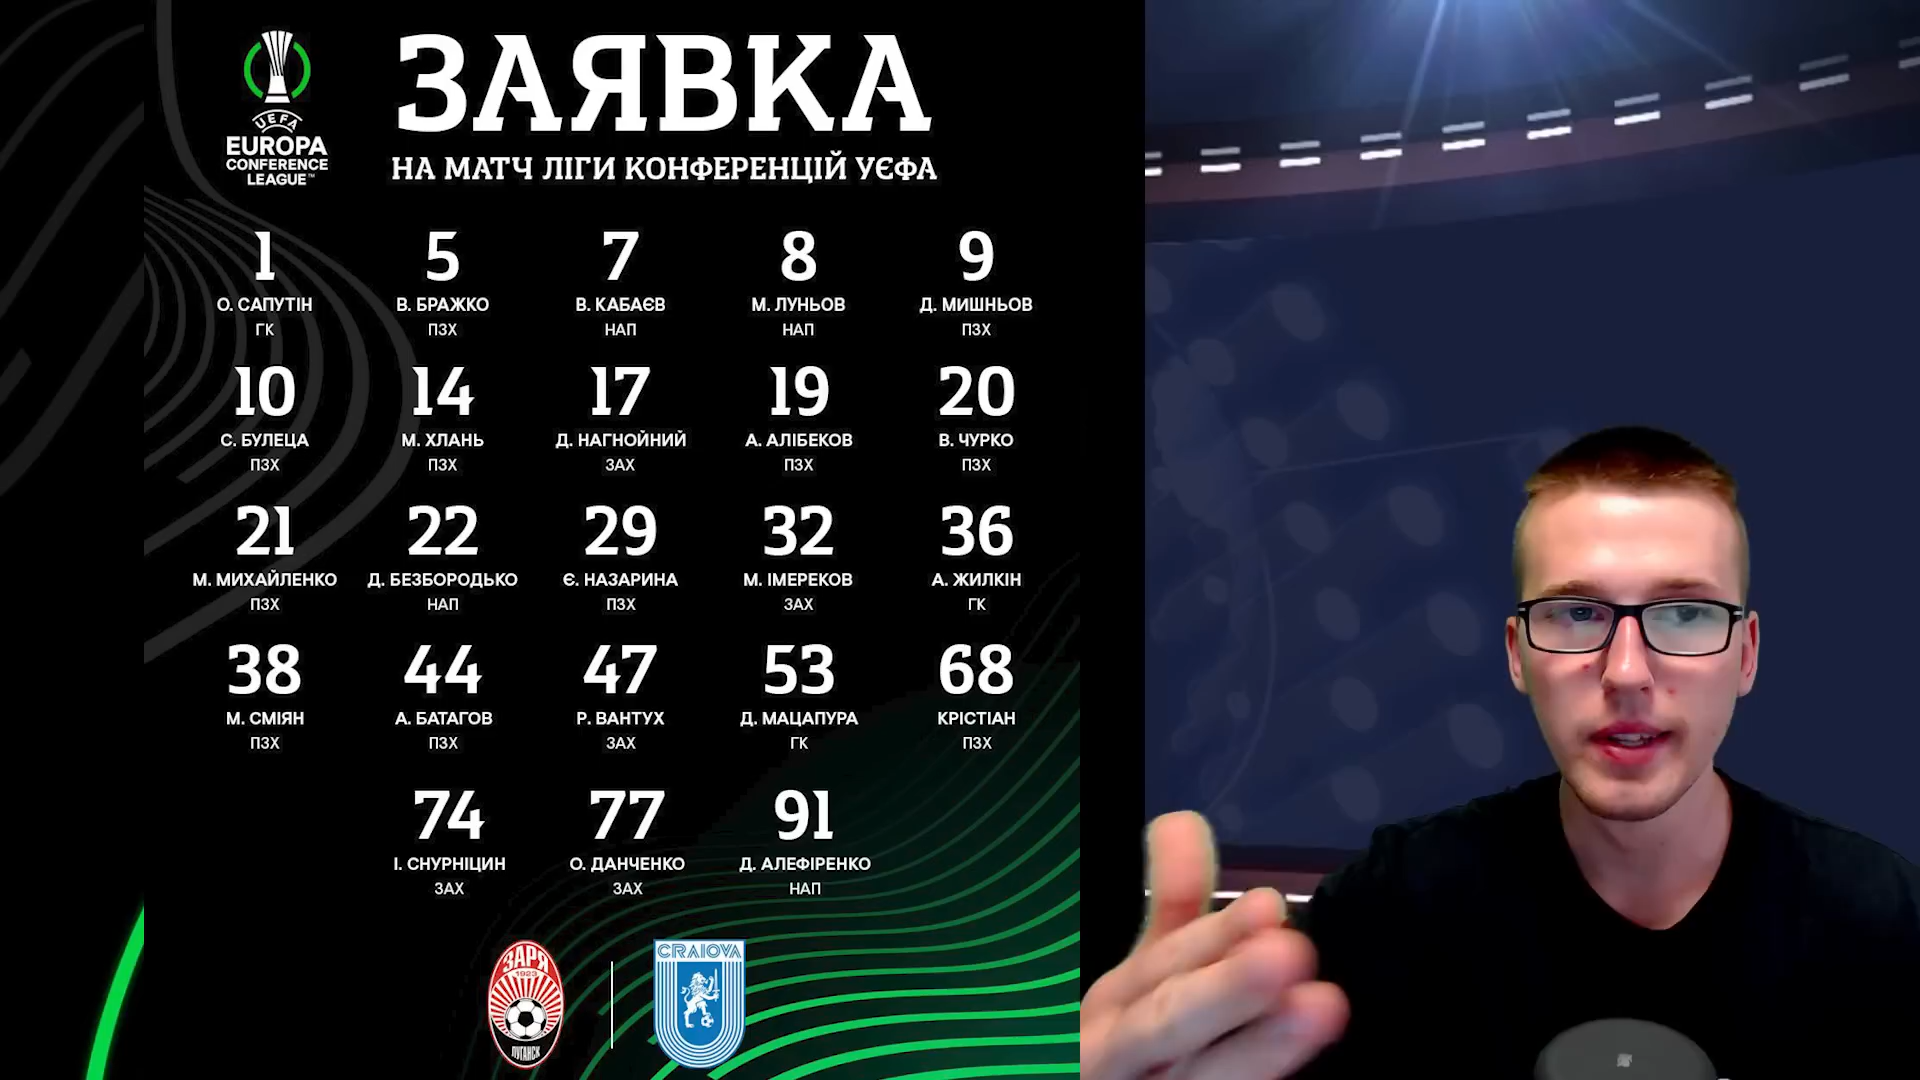 ЗАЯВКА
НА МАТЧ ЛІГИ КОНФЕРЕНЦІЙ УЄФА
UEFA
EUROPA
CONFERENCE
LEAGUE™
1 5 7 8 9
О. САПУТІН В. БРАЖКО В. КАБАЄВ М. ЛУНЬОВ Д. МИШНЬОВ
ГК ПЗХ НАП НАП ПЗХ
10 14 17 19 20
С. БУЛЕЦА М. ХЛАНЬ Д. НАГНОЙНИЙ А. АЛІБЕКОВ В. ЧУРКО
ПЗХ ПЗХ ЗАХ ПЗХ ПЗХ
21 22 29 32 36
М. МИХАЙЛЕНКО Д. БЕЗБОРОДЬКО Є. НАЗАРИНА М. ІМЕРЕКОВ А. ЖИЛКІН
ПЗХ НАП ПЗХ ЗАХ ГК
38 44 47 53 68
М. СМІЯН А. БАТАГОВ Р. ВАНТУХ Д. МАЦАПУРА КРІСТІАН
ПЗХ ПЗХ ЗАХ ГК ПЗХ
74 77 91
І. СНУРНІЦИН О. ДАНЧЕНКО Д. АЛЕФІРЕНКО
ЗАХ ЗАХ НАП
ЗАРЯ
1923
ЛУГАНСК
CRAIOVA